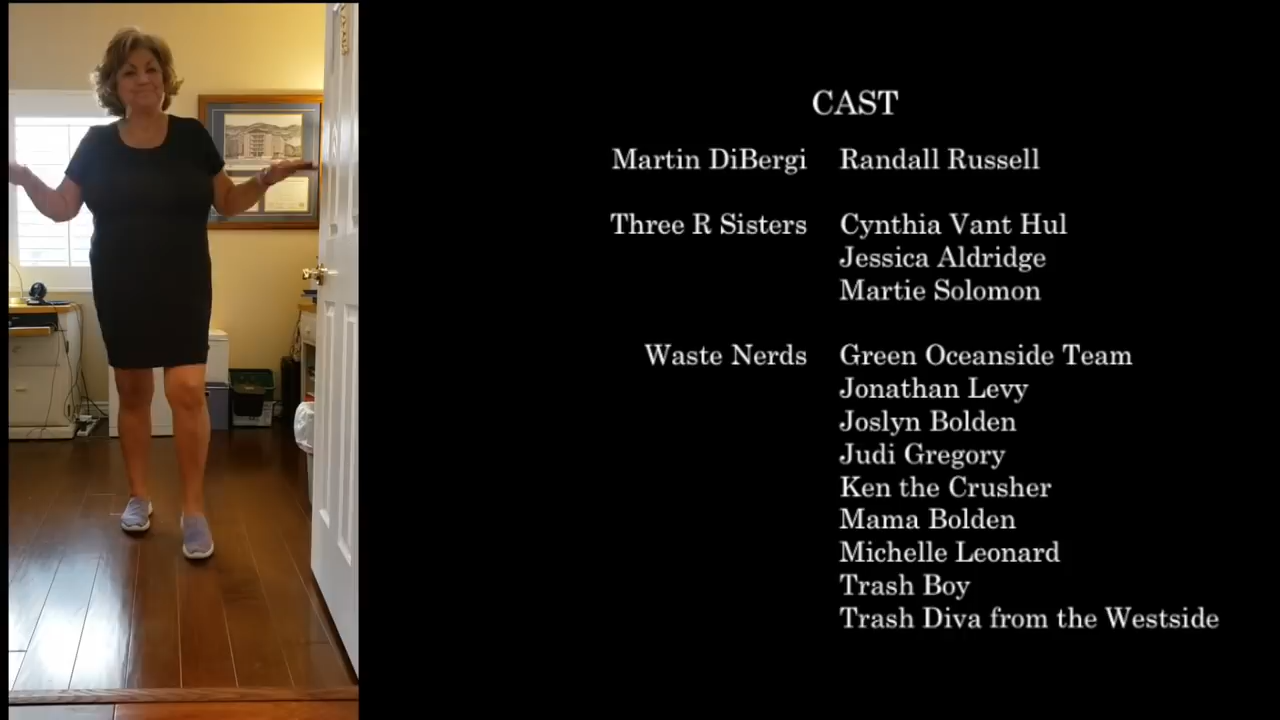 CAST
Martin DiBergi Randall Russell
Three R Sisters Cynthia Vant Hul
Jessica Aldridge
Martie Solomon
Waste Nerds Green Oceanside Team
Jonathan Levy
Joslyn Bolden
Judi Gregory
Ken the Crusher
Mama Bolden
Michelle Leonard
Trash Boy
Trash Diva from the Westside